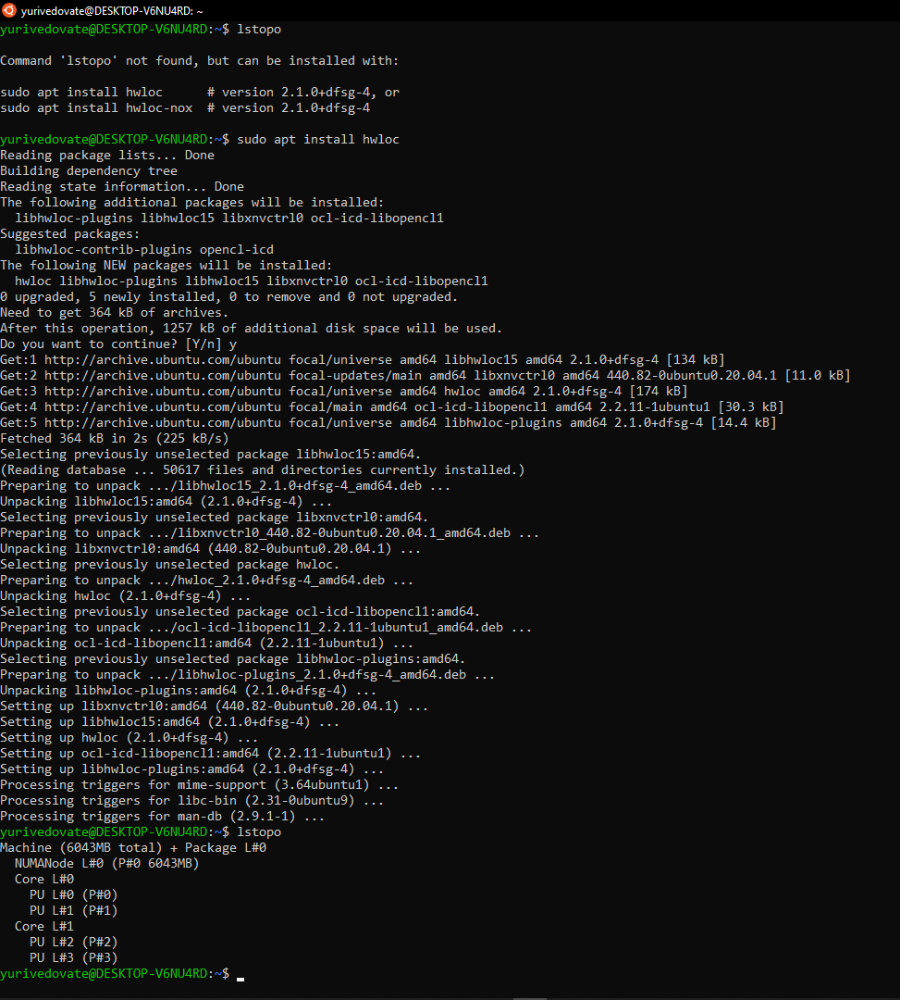 yurivedovate@DESKTOP-V6NU4RD: ~
yurivedovate@DESKTOP-V6NU4RD:~$ lstopo

Command 'lstopo' not found, but can be installed with:

sudo apt install hwloc      # version 2.1.0+dfsg-4, or
sudo apt install hwloc-nox  # version 2.1.0+dfsg-4

yurivedovate@DESKTOP-V6NU4RD:~$ sudo apt install hwloc
Reading package lists... Done
Building dependency tree
Reading state information... Done
The following additional packages will be installed:
  libhwloc-plugins libhwloc15 libxnvctrl0 ocl-icd-libopencl1
Suggested packages:
  libhwloc-contrib-plugins opencl-icd
The following NEW packages will be installed:
  hwloc libhwloc-plugins libhwloc15 libxnvctrl0 ocl-icd-libopencl1
0 upgraded, 5 newly installed, 0 to remove and 0 not upgraded.
Need to get 364 kB of archives.
After this operation, 1257 kB of additional disk space will be used.
Do you want to continue? [Y/n] y
Get:1 http://archive.ubuntu.com/ubuntu focal/universe amd64 libhwloc15 amd64 2.1.0+dfsg-4 [134 kB]
Get:2 http://archive.ubuntu.com/ubuntu focal-updates/main amd64 libxnvctrl0 amd64 440.82-0ubuntu0.20.04.1 [11.0 kB]
Get:3 http://archive.ubuntu.com/ubuntu focal/universe amd64 hwloc amd64 2.1.0+dfsg-4 [174 kB]
Get:4 http://archive.ubuntu.com/ubuntu focal/main amd64 ocl-icd-libopencl1 amd64 2.2.11-1ubuntu1 [30.3 kB]
Get:5 http://archive.ubuntu.com/ubuntu focal/universe amd64 libhwloc-plugins amd64 2.1.0+dfsg-4 [14.4 kB]
Fetched 364 kB in 2s (225 kB/s)
Selecting previously unselected package libhwloc15:amd64.
(Reading database ... 50617 files and directories currently installed.)
Preparing to unpack .../libhwloc15_2.1.0+dfsg-4_amd64.deb ...
Unpacking libhwloc15:amd64 (2.1.0+dfsg-4) ...
Selecting previously unselected package libxnvctrl0:amd64.
Preparing to unpack .../libxnvctrl0_440.82-0ubuntu0.20.04.1_amd64.deb ...
Unpacking libxnvctrl0:amd64 (440.82-0ubuntu0.20.04.1) ...
Selecting previously unselected package hwloc.
Preparing to unpack .../hwloc_2.1.0+dfsg-4_amd64.deb ...
Unpacking hwloc (2.1.0+dfsg-4) ...
Selecting previously unselected package ocl-icd-libopencl1:amd64.
Preparing to unpack .../ocl-icd-libopencl1_2.2.11-1ubuntu1_amd64.deb ...
Unpacking ocl-icd-libopencl1:amd64 (2.2.11-1ubuntu1) ...
Selecting previously unselected package libhwloc-plugins:amd64.
Preparing to unpack .../libhwloc-plugins_2.1.0+dfsg-4_amd64.deb ...
Unpacking libhwloc-plugins:amd64 (2.1.0+dfsg-4) ...
Setting up libxnvctrl0:amd64 (440.82-0ubuntu0.20.04.1) ...
Setting up libhwloc15:amd64 (2.1.0+dfsg-4) ...
Setting up hwloc (2.1.0+dfsg-4) ...
Setting up ocl-icd-libopencl1:amd64 (2.2.11-1ubuntu1) ...
Setting up libhwloc-plugins:amd64 (2.1.0+dfsg-4) ...
Processing triggers for mime-support (3.64ubuntu1) ...
Processing triggers for libc-bin (2.31-0ubuntu9) ...
Processing triggers for man-db (2.9.1-1) ...
yurivedovate@DESKTOP-V6NU4RD:~$ lstopo
Machine (6043MB total) + Package L#0
  NUMANode L#0 (P#0 6043MB)
  Core L#0
    PU L#0 (P#0)
    PU L#1 (P#1)
  Core L#1
    PU L#2 (P#2)
    PU L#3 (P#3)
yurivedovate@DESKTOP-V6NU4RD:~$ _